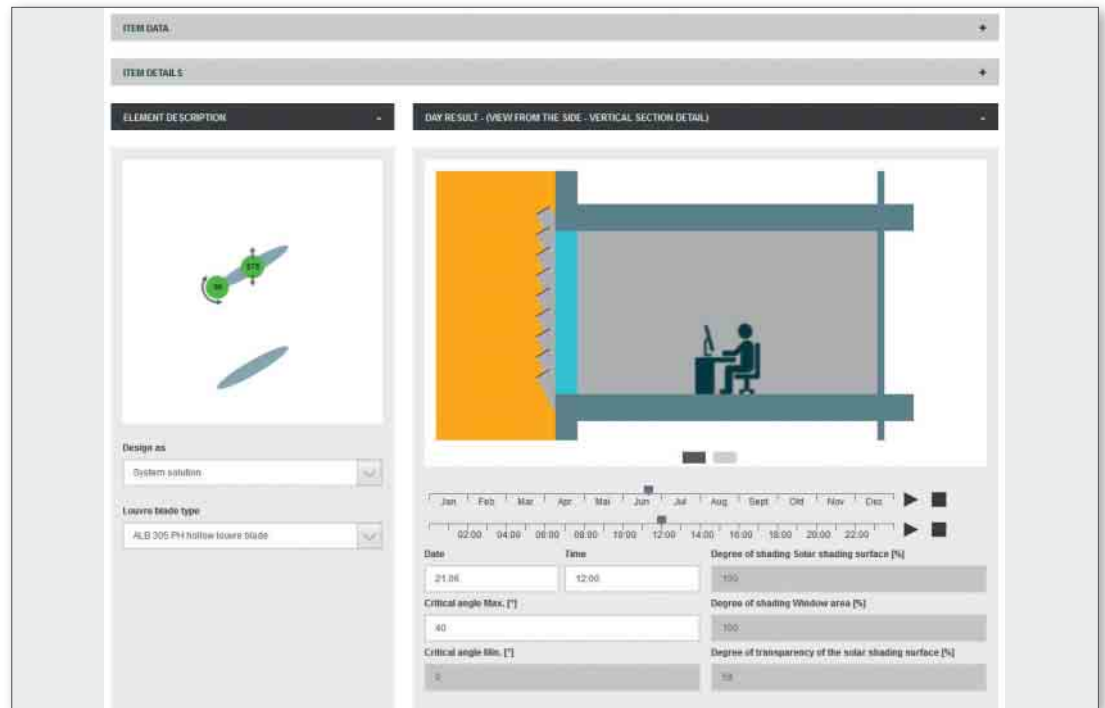 ITEM DATA +
ITEM DETAILS +
ELEMENT DESCRIPTION -
DAY RESULT - (VIEW FROM THE SIDE - VERTICAL SECTION DETAIL) -
Design as
System solution
Louvre blade type
ALB 305 PH hollow louvre blade
Jan Feb Mar Apr Mai Jun Jul Aug Sept Okt Nov Dez
02:00 04:00 06:00 08:00 10:00 12:00 14:00 16:00 18:00 20:00 22:00
Date Time Degree of shading Solar shading surface [%]
21.06. 12:00 100
Critical angle Max. [°] Degree of shading Window area [%]
40 100
Critical angle Min. [°] Degree of transparency of the solar shading surface [%]
0